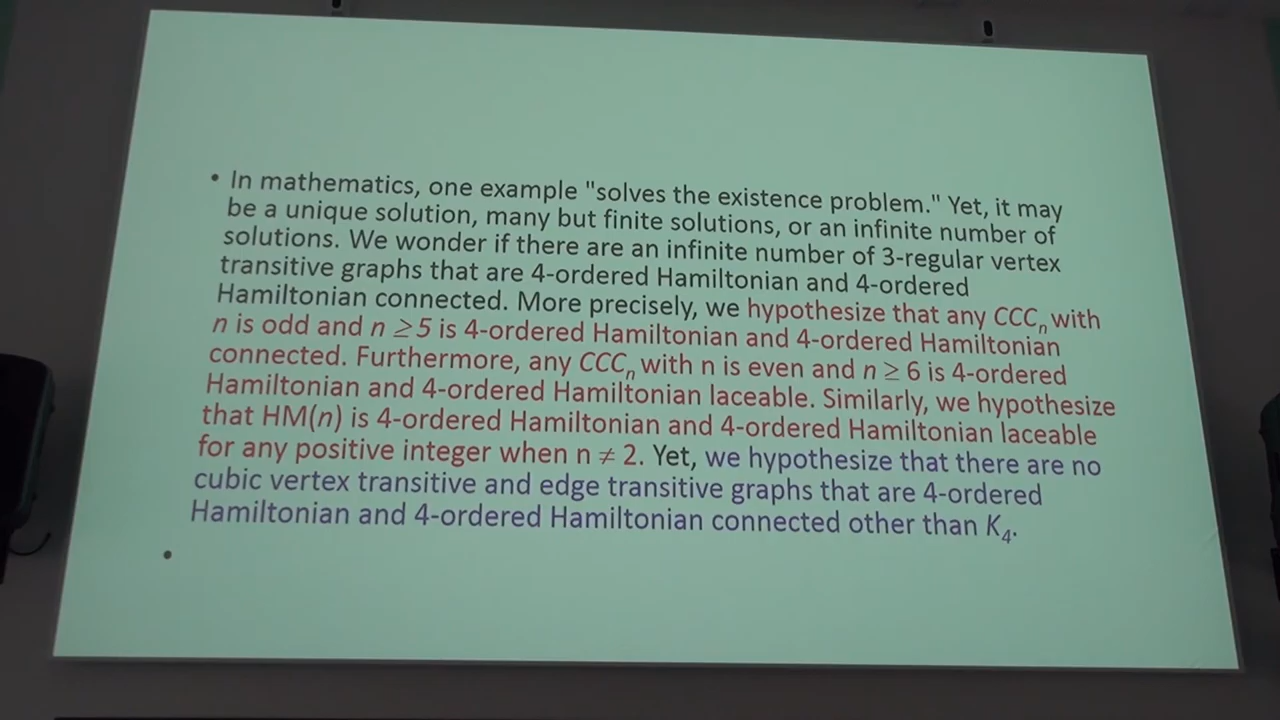 • In mathematics, one example "solves the existence problem." Yet, it may
be a unique solution, many but finite solutions, or an infinite number of
solutions. We wonder if there are an infinite number of 3-regular vertex
transitive graphs that are 4-ordered Hamiltonian and 4-ordered
Hamiltonian connected. More precisely, we hypothesize that any CCCₙ with
n is odd and n ≥5 is 4-ordered Hamiltonian and 4-ordered Hamiltonian
connected. Furthermore, any CCCₙ with n is even and n ≥ 6 is 4-ordered
Hamiltonian and 4-ordered Hamiltonian laceable. Similarly, we hypothesize
that HM(n) is 4-ordered Hamiltonian and 4-ordered Hamiltonian laceable
for any positive integer when n ≠ 2. Yet, we hypothesize that there are no
cubic vertex transitive and edge transitive graphs that are 4-ordered
Hamiltonian and 4-ordered Hamiltonian connected other than K₄.
•